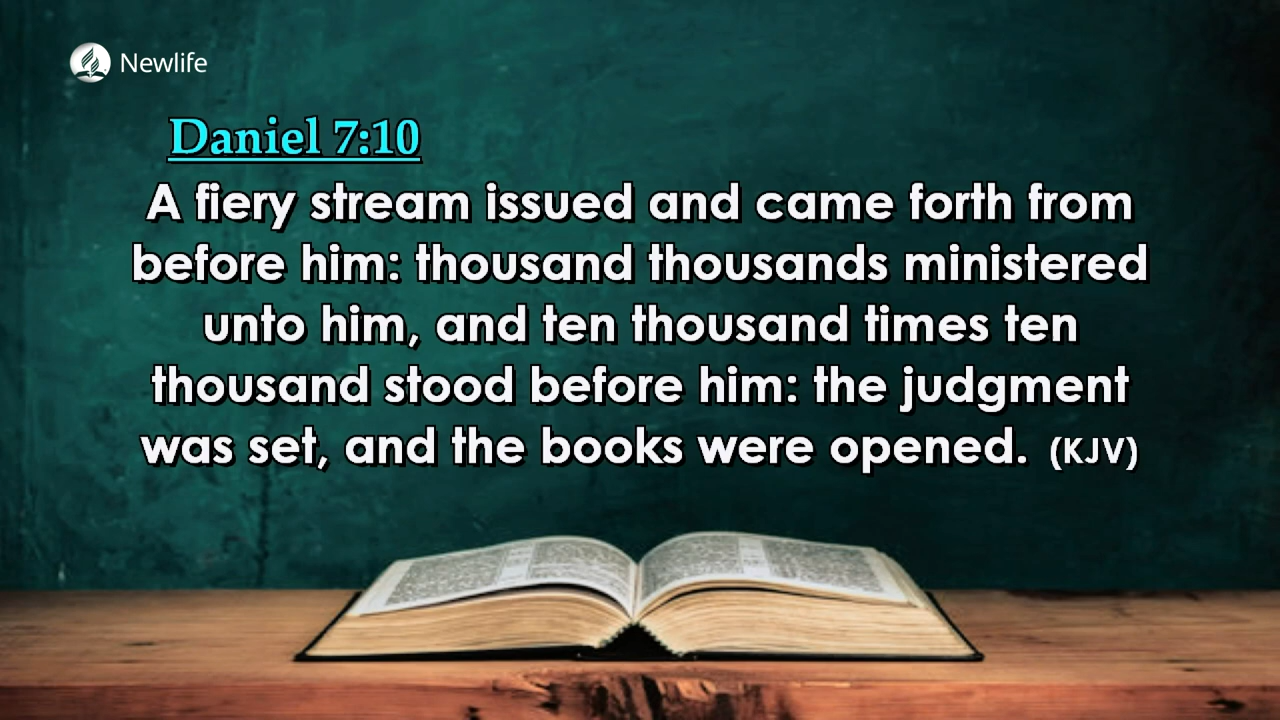 Newlife
Daniel 7:10
A fiery stream issued and came forth from
before him: thousand thousands ministered
unto him, and ten thousand times ten
thousand stood before him: the judgment
was set, and the books were opened. (KJV)